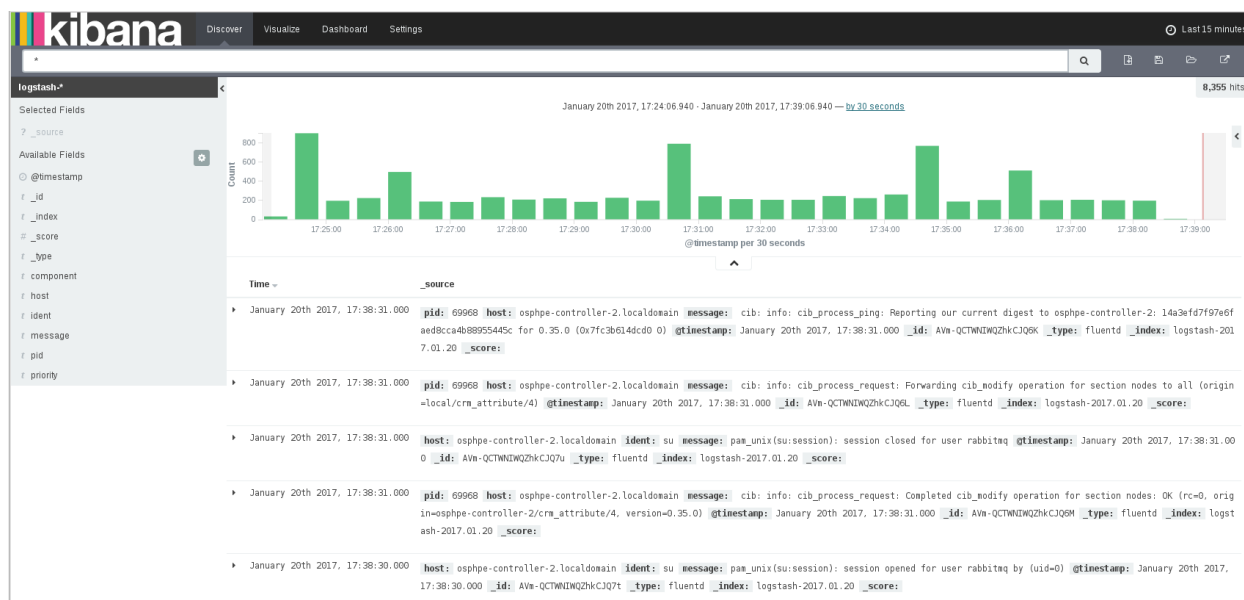 kibana
Discover Visualize Dashboard Settings
Last 15 minutes
*
logstash-*
8,355 hits
Selected Fields
? _source
Available Fields
@timestamp
t _id
t _index
# _score
t _type
t component
t host
t ident
t message
t pid
t priority
January 20th 2017, 17:24:06.940 - January 20th 2017, 17:39:06.940 — by 30 seconds
Count
800
600
400
200
0
17:25:00 17:26:00 17:27:00 17:28:00 17:29:00 17:30:00 17:31:00 17:32:00 17:33:00 17:34:00 17:35:00 17:36:00 17:37:00 17:38:00 17:39:00
@timestamp per 30 seconds
Time _source
January 20th 2017, 17:38:31.000 pid: 69968 host: osphpe-controller-2.localdomain message: cib: info: cib_process_ping: Reporting our current digest to osphpe-controller-2: 14a3efd7f97e6f
aed8cca4b88955445c for 0.35.0 (0x7fc3b614dcd0 0) @timestamp: January 20th 2017, 17:38:31.000 _id: AVm-QCTWNIWQZhkCJQ6K _type: fluentd _index: logstash-201
7.01.20 _score:
January 20th 2017, 17:38:31.000 pid: 69968 host: osphpe-controller-2.localdomain message: cib: info: cib_process_request: Forwarding cib_modify operation for section nodes to all (origin
=local/crm_attribute/4) @timestamp: January 20th 2017, 17:38:31.000 _id: AVm-QCTWNIWQZhkCJQ6L _type: fluentd _index: logstash-2017.01.20 _score:
January 20th 2017, 17:38:31.000 host: osphpe-controller-2.localdomain ident: su message: pam_unix(su:session): session closed for user rabbitmq @timestamp: January 20th 2017, 17:38:31.00
0 _id: AVm-QCTWNIWQZhkCJQ7u _type: fluentd _index: logstash-2017.01.20 _score:
January 20th 2017, 17:38:31.000 pid: 69968 host: osphpe-controller-2.localdomain message: cib: info: cib_process_request: Completed cib_modify operation for section nodes: OK (rc=0, orig
in=osphpe-controller-2/crm_attribute/4, version=0.35.0) @timestamp: January 20th 2017, 17:38:31.000 _id: AVm-QCTWNIWQZhkCJQ6M _type: fluentd _index: logst
ash-2017.01.20 _score:
January 20th 2017, 17:38:30.000 host: osphpe-controller-2.localdomain ident: su message: pam_unix(su:session): session opened for user rabbitmq by (uid=0) @timestamp: January 20th 2017,
17:38:30.000 _id: AVm-QCTWNIWQZhkCJQ7t _type: fluentd _index: logstash-2017.01.20 _score: